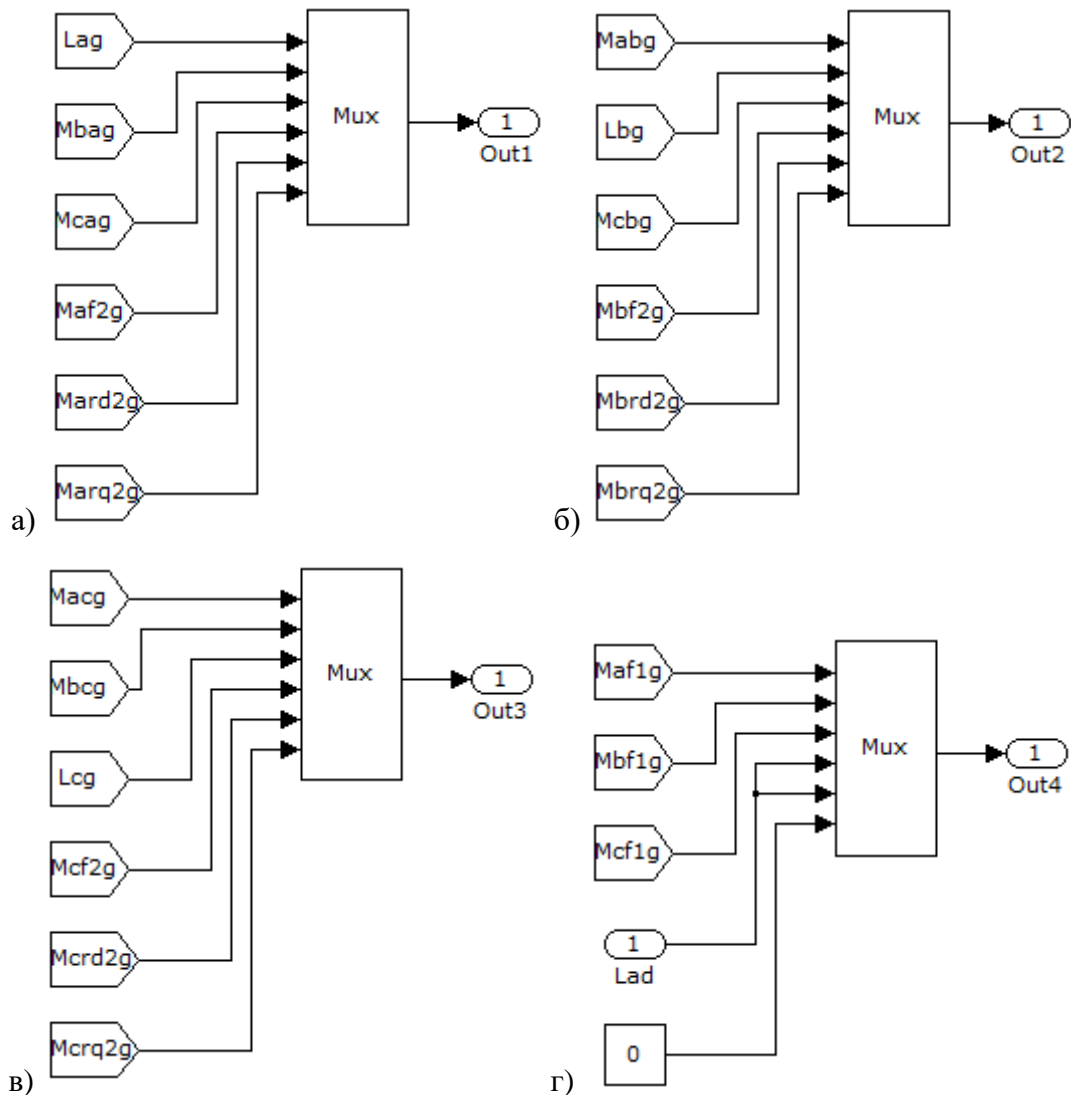 Lag
Mbag
Mcag
Maf2g
Mard2g
Marq2g
Mux
1
Out1
а)
Mabg
Lbg
Mcbg
Mbf2g
Mbrd2g
Mbrq2g
Mux
1
Out2
б)
Macg
Mbcg
Lcg
Mcf2g
Mcrd2g
Mcrq2g
Mux
1
Out3
в)
Maf1g
Mbf1g
Mcf1g
1
Lad
0
Mux
1
Out4
г)